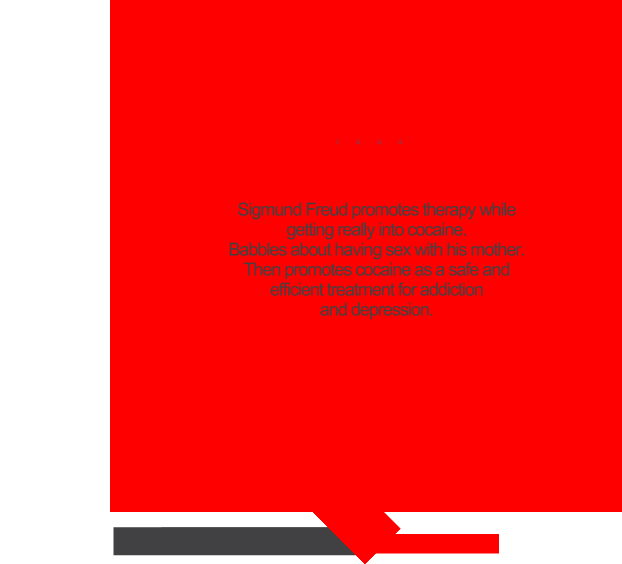 Sigmund Freud promotes therapy while
getting really into cocaine.
Babbles about having sex with his mother.
Then promotes cocaine as a safe and
efficient treatment for addiction
and depression.